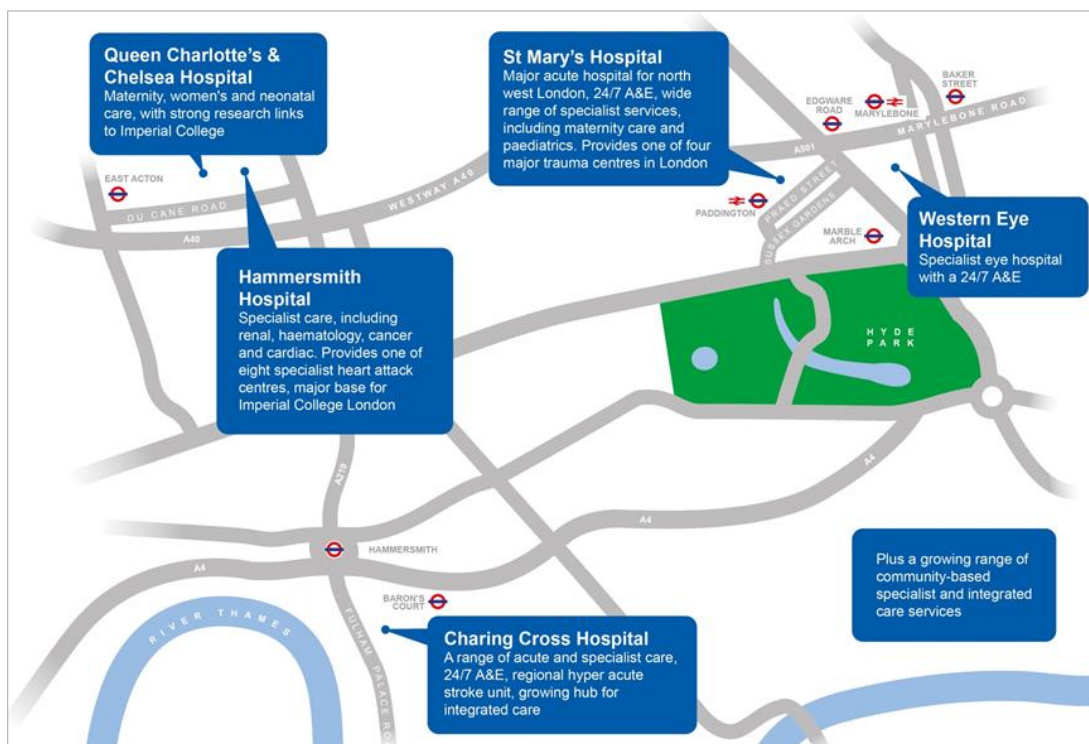 Queen Charlotte's &
Chelsea Hospital
Maternity, women's and neonatal
care, with strong research links
to Imperial College
St Mary's Hospital
Major acute hospital for north
west London, 24/7 A&E, wide
range of specialist services,
including maternity care and
paediatrics. Provides one of four
major trauma centres in London
BAKER
STREET
EDGWARE
ROAD
MARYLEBONE
MARYLEBONE ROAD
A501
EAST ACTON
DU CANE ROAD
WESTWAY A40
A40
PADDINGTON
PRAED STREET
SUSSEX GARDENS
MARBLE
ARCH
Western Eye
Hospital
Specialist eye hospital
with a 24/7 A&E
Hammersmith
Hospital
Specialist care, including
renal, haematology, cancer
and cardiac. Provides one of
eight specialist heart attack
centres, major base for
Imperial College London
HYDE
PARK
A219
A4
A4
HAMMERSMITH
A4
BARON'S
COURT
RIVER THAMES
FULHAM PALACE
Charing Cross Hospital
A range of acute and specialist care,
24/7 A&E, regional hyper acute
stroke unit, growing hub for
integrated care
Plus a growing range of
community-based
specialist and integrated
care services